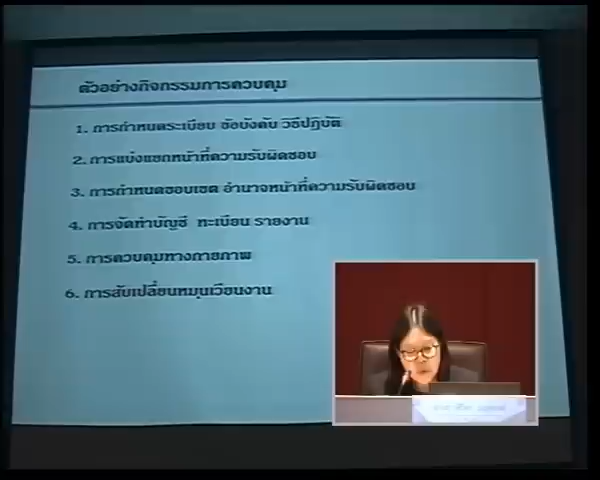 ตัวอย่างกิจกรรมการควบคุม
1. การกำหนดระเบียบ ข้อบังคับ วิธีปฏิบัติ
2. การแบ่งแยกหน้าที่ความรับผิดชอบ
3. การกำหนดขอบเขต อำนาจหน้าที่ความรับผิดชอบ
4. การจัดทำบัญชี ทะเบียน รายงาน
5. การควบคุมทางกายภาพ
6. การสับเปลี่ยนหมุนเวียนงาน